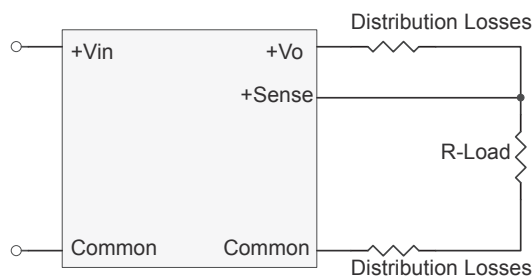 Distribution Losses
+Vin
+Vo
+Sense
R-Load
Common
Common
Distribution Losses